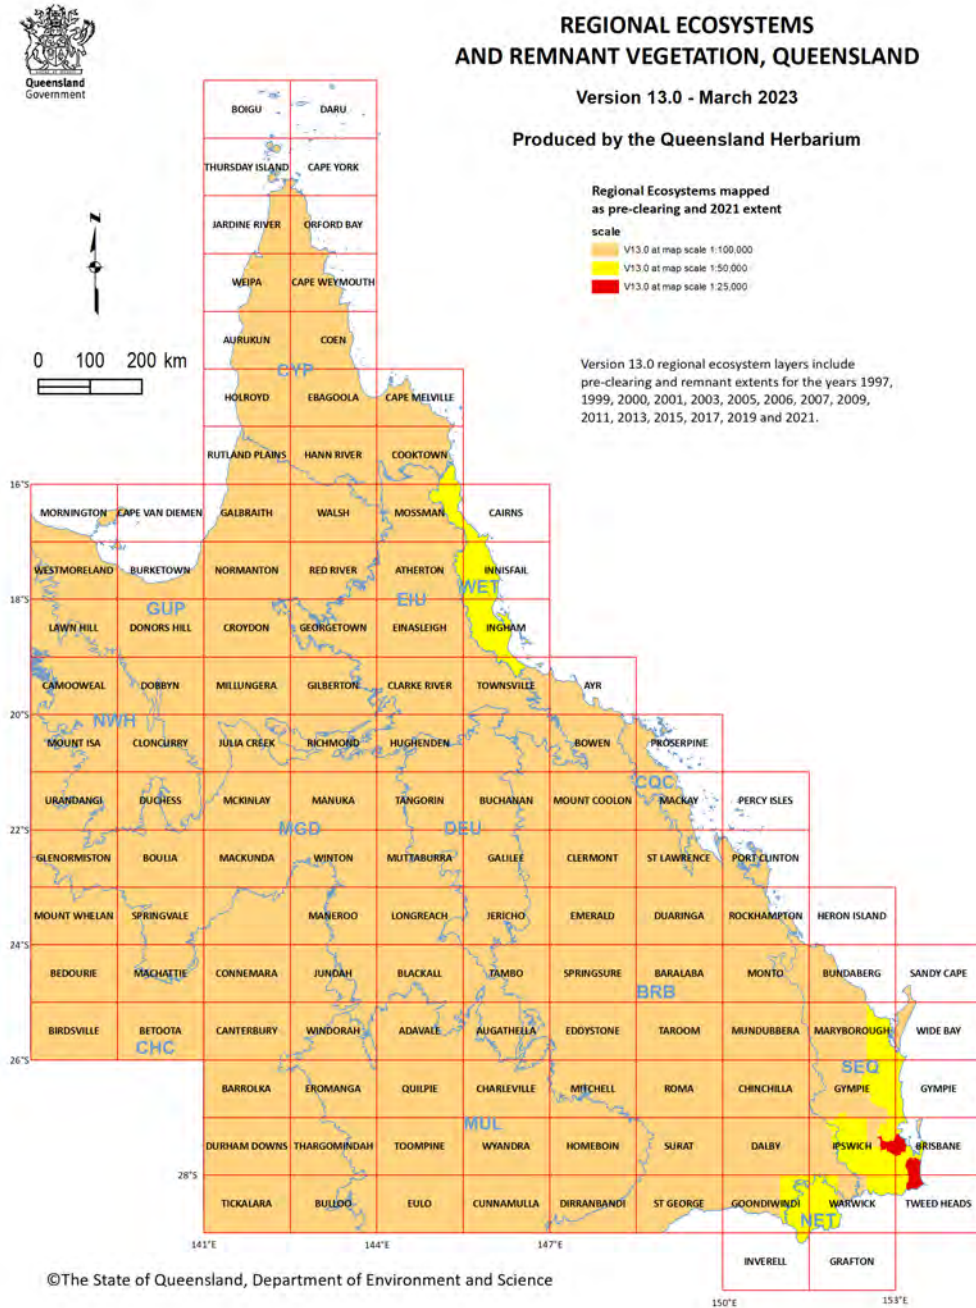 REGIONAL ECOSYSTEMS
AND REMNANT VEGETATION, QUEENSLAND
Version 13.0 - March 2023
Produced by the Queensland Herbarium
Queensland
Government
Regional Ecosystems mapped
as pre-clearing and 2021 extent
scale
V13.0 at map scale 1:100,000
V13.0 at map scale 1:50,000
V13.0 at map scale 1:25,000
Version 13.0 regional ecosystem layers include
pre-clearing and remnant extents for the years 1997,
1999, 2000, 2001, 2003, 2005, 2006, 2007, 2009,
2011, 2013, 2015, 2017, 2019 and 2021.
N
0 100 200 km
BOIGU DARU
THURSDAY ISLAND CAPE YORK
JARDINE RIVER ORFORD BAY
WEIPA CAPE WEYMOUTH
AURUKUN COEN
CYP
HOLROYD EBAGOOLA CAPE MELVILLE
RUTLAND PLAINS HANN RIVER COOKTOWN
16°S
MORNINGTON CAPE VAN DIEMEN GALBRAITH WALSH MOSSMAN CAIRNS
WESTMORELAND BURKETOWN NORMANTON RED RIVER ATHERTON INNISFAIL
WET
18°S
GUP EIU
LAWN HILL DONORS HILL CROYDON GEORGETOWN EINASLEIGH INGHAM
CAMOOWEAL DOBBYN MILLUNGERA GILBERTON CLARKE RIVER TOWNSVILLE AYR
20°S
NWH
MOUNT ISA CLONCURRY JULIA CREEK RICHMOND HUGHENDEN BOWEN PROSERPINE
CQC
URANDANGI DUCHESS MCKINLAY MANUKA TANGORIN BUCHANAN MOUNT COOLON MACKAY PERCY ISLES
22°S
MGD DEU
GLENORMISTON BOULIA MACKUNDA WINTON MUTTABURRA GALILEE CLERMONT ST LAWRENCE PORT CLINTON
MOUNT WHELAN SPRINGVALE MANEROO LONGREACH JERICHO EMERALD DUARINGA ROCKHAMPTON HERON ISLAND
24°S
BEDOURIE MACHATTIE CONNEMARA JUNDAH BLACKALL TAMBO SPRINGSURE BARALABA MONTO BUNDABERG SANDY CAPE
BRB
BIRDSVILLE BETOOTA CANTERBURY WINDORAH ADAVALE AUGATHELLA EDDYSTONE TAROOM MUNDUBBERA MARYBOROUGH WIDE BAY
CHC
26°S
SEQ
BARROLKA EROMANGA QUILPIE CHARLEVILLE MITCHELL ROMA CHINCHILLA GYMPIE GYMPIE
MUL
DURHAM DOWNS THARGOMINDAH TOOMPINE WYANDRA HOMEBOIN SURAT DALBY IPSWICH BRISBANE
28°S
TICKALARA BULLOO EULO CUNNAMULLA DIRRANBANDI ST GEORGE GOONDIWINDI WARWICK TWEED HEADS
NET
141°E 144°E 147°E
INVERELL GRAFTON
150°E 153°E
©The State of Queensland, Department of Environment and Science